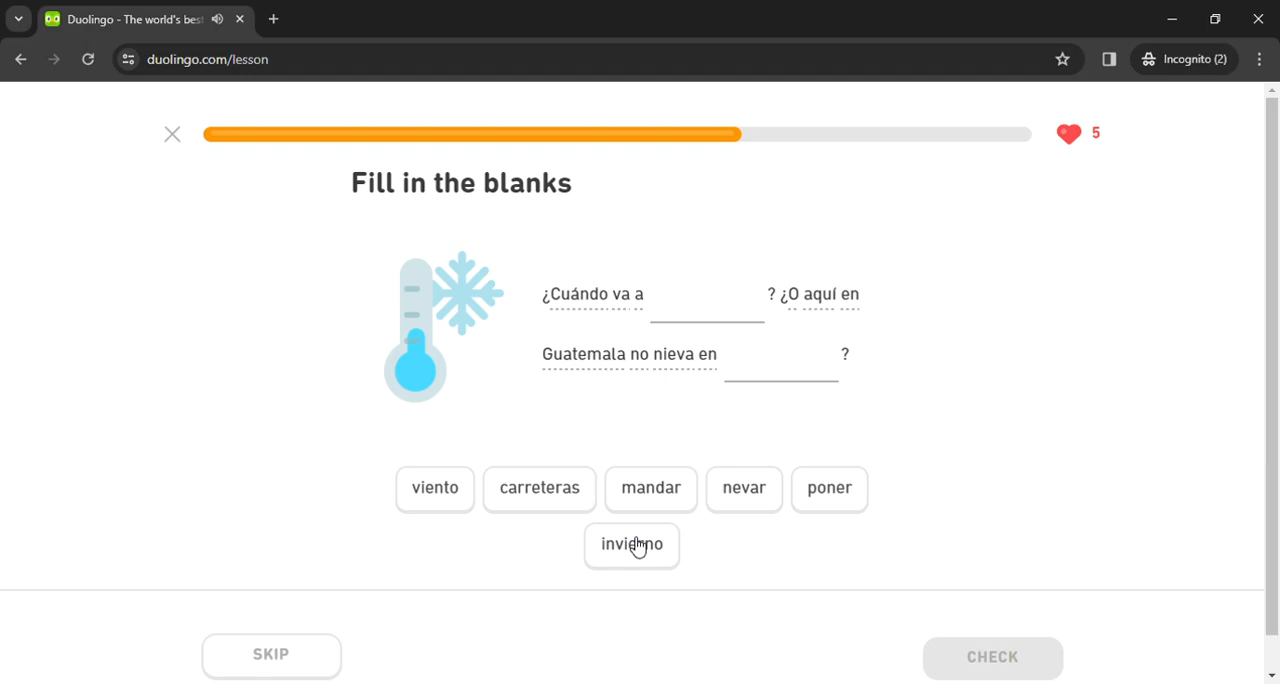 Duolingo - The world's bes
duolingo.com/lesson
Incognito (2)
5
Fill in the blanks
¿Cuándo va a ? ¿O aquí en
Guatemala no nieva en ?
viento carreteras mandar nevar poner
invierno
SKIP CHECK